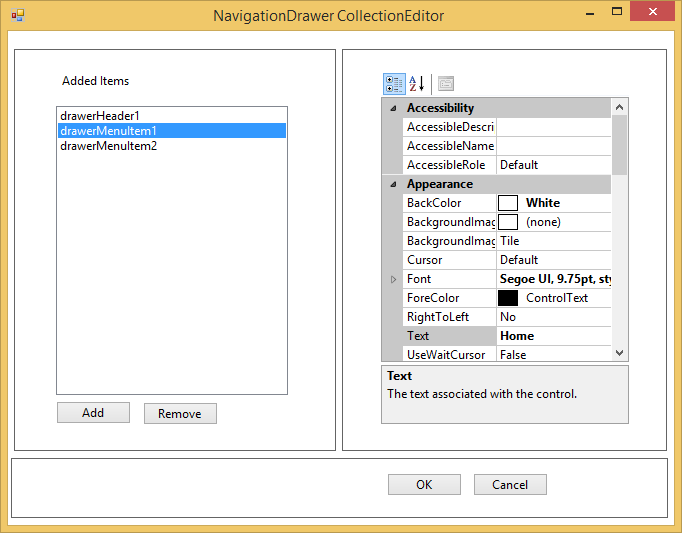 NavigationDrawer CollectionEditor
Added Items
drawerHeader1
drawerMenuItem1
drawerMenuItem2
Add
Remove
Accessibility
AccessibleDescri
AccessibleName
AccessibleRole Default
Appearance
BackColor White
BackgroundImag (none)
BackgroundImag Tile
Cursor Default
Font Segoe UI, 9.75pt, sty
ForeColor ControlText
RightToLeft No
Text Home
UseWaitCursor False
Text
The text associated with the control.
OK
Cancel